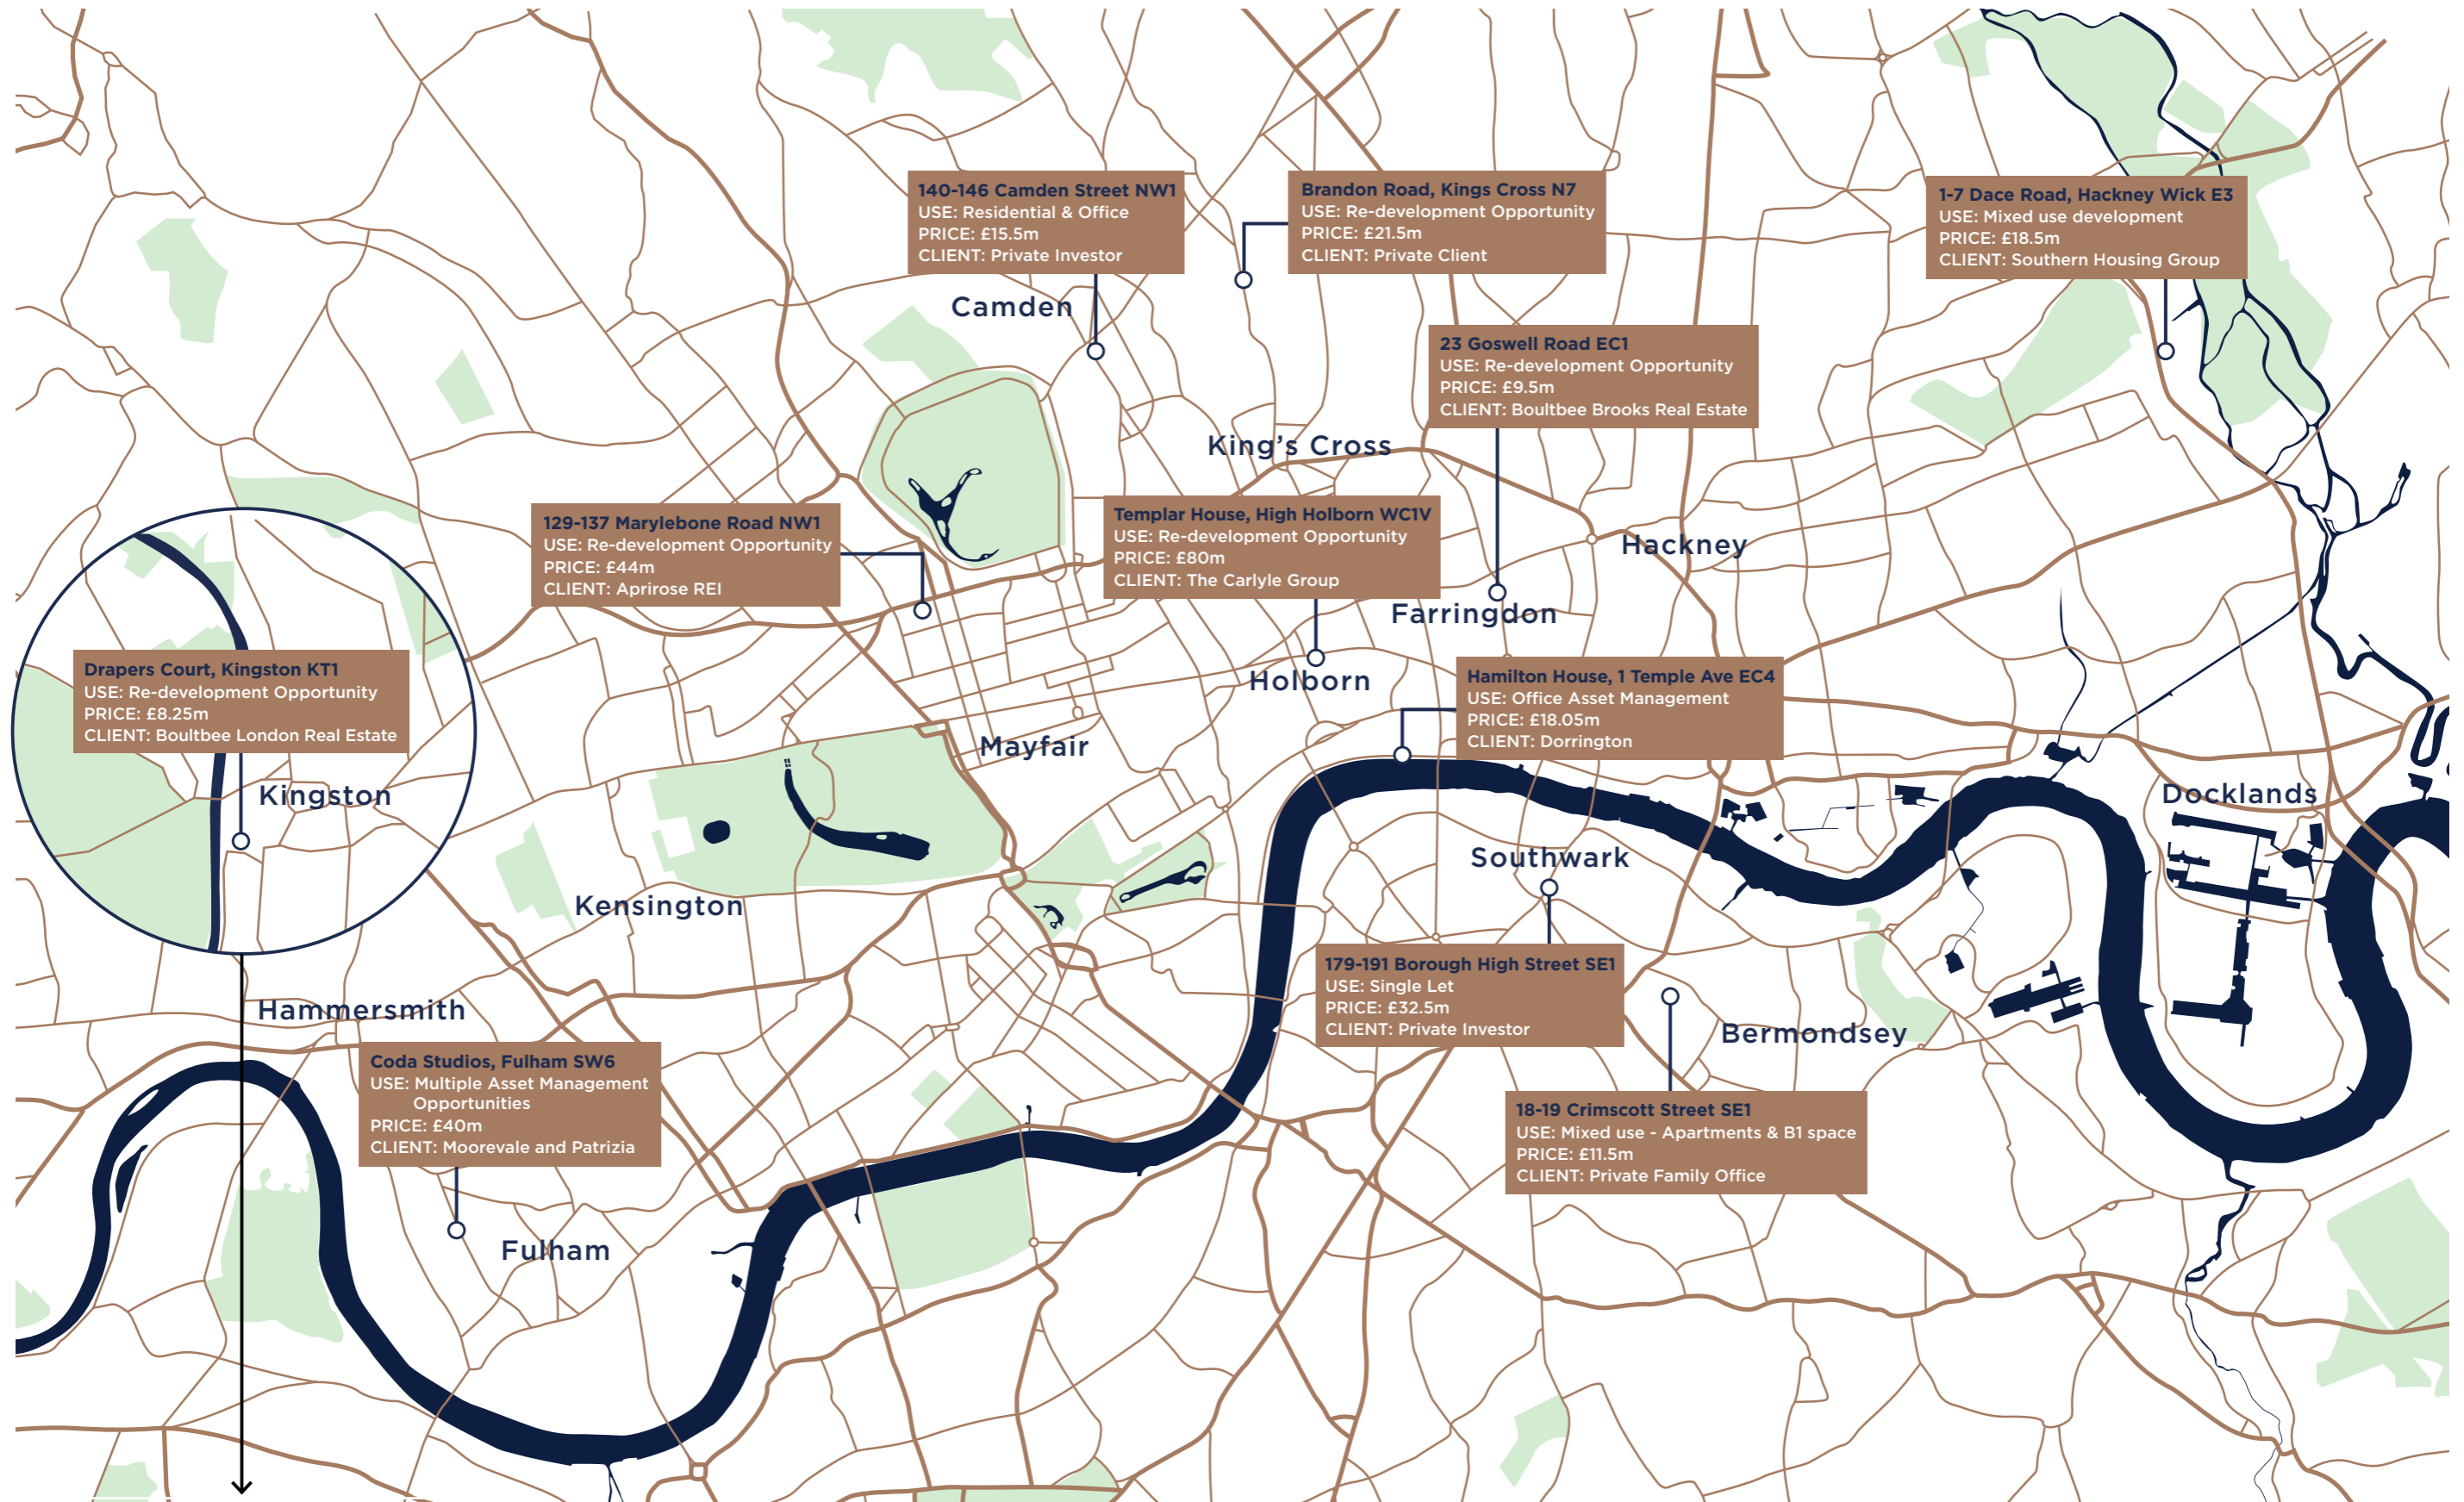 140-146 Camden Street NW1
USE: Residential & Office
PRICE: £15.5m
CLIENT: Private Investor
Brandon Road, Kings Cross N7
USE: Re-development Opportunity
PRICE: £21.5m
CLIENT: Private Client
1-7 Dace Road, Hackney Wick E3
USE: Mixed use development
PRICE: £18.5m
CLIENT: Southern Housing Group
Camden
23 Goswell Road EC1
USE: Re-development Opportunity
PRICE: £9.5m
CLIENT: Boultbee Brooks Real Estate
King's Cross
129-137 Marylebone Road NW1
USE: Re-development Opportunity
PRICE: £44m
CLIENT: Aprirose REI
Templar House, High Holborn WC1V
USE: Re-development Opportunity
PRICE: £80m
CLIENT: The Carlyle Group
Hackney
Farringdon
Drapers Court, Kingston KT1
USE: Re-development Opportunity
PRICE: £8.25m
CLIENT: Boultbee London Real Estate
Holborn
Hamilton House, 1 Temple Ave EC4
USE: Office Asset Management
PRICE: £18.05m
CLIENT: Dorrington
Mayfair
Kingston
Docklands
Southwark
Kensington
179-191 Borough High Street SE1
USE: Single Let
PRICE: £32.5m
CLIENT: Private Investor
Hammersmith
Bermondsey
Coda Studios, Fulham SW6
USE: Multiple Asset Management
Opportunities
PRICE: £40m
CLIENT: Moorevale and Patrizia
18-19 Crimscott Street SE1
USE: Mixed use - Apartments & B1 space
PRICE: £11.5m
CLIENT: Private Family Office
Fulham